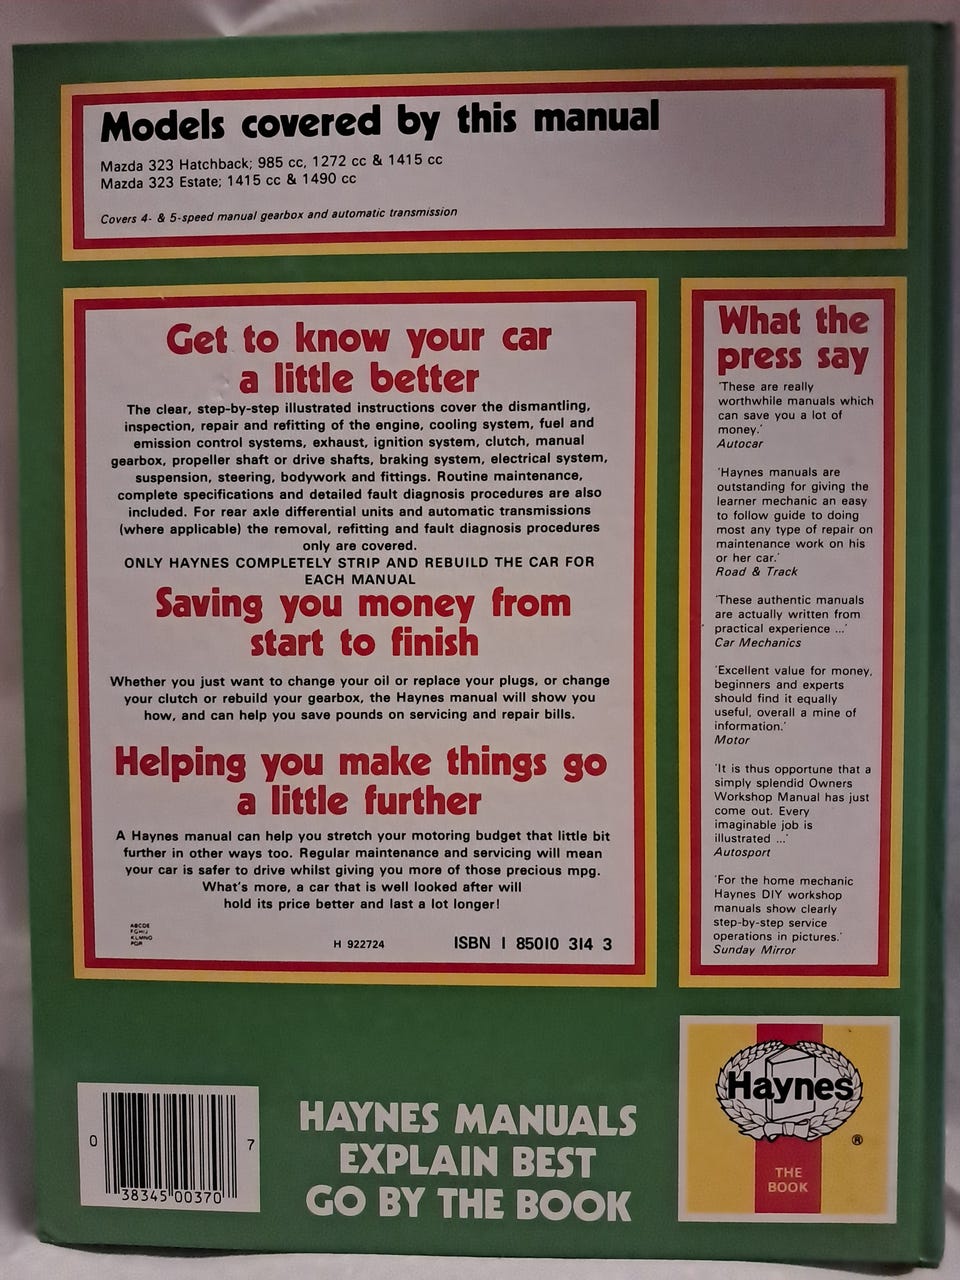 Models covered by this manual
Mazda 323 Hatchback; 985 cc, 1272 cc & 1415 cc
Mazda 323 Estate; 1415 cc & 1490 cc
Covers 4- & 5-speed manual gearbox and automatic transmission
Get to know your car
a little better
The clear, step-by-step illustrated instructions cover the dismantling,
inspection, repair and refitting of the engine, cooling system, fuel and
emission control systems, exhaust, ignition system, clutch, manual
gearbox, propeller shaft or drive shafts, braking system, electrical system,
suspension, steering, bodywork and fittings. Routine maintenance,
complete specifications and detailed fault diagnosis procedures are also
included. For rear axle differential units and automatic transmissions
(where applicable) the removal, refitting and fault diagnosis procedures
only are covered.
ONLY HAYNES COMPLETELY STRIP AND REBUILD THE CAR FOR
EACH MANUAL
Saving you money from
start to finish
Whether you just want to change your oil or replace your plugs, or change
your clutch or rebuild your gearbox, the Haynes manual will show you
how, and can help you save pounds on servicing and repair bills.
Helping you make things go
a little further
A Haynes manual can help you stretch your motoring budget that little bit
further in other ways too. Regular maintenance and servicing will mean
your car is safer to drive whilst giving you more of those precious mpg.
What's more, a car that is well looked after will
hold its price better and last a lot longer!
ABCDE
FGHIJ
KLMNO
PQR
H 922724
ISBN 1 85010 314 3
What the
press say
'These are really
worthwhile manuals which
can save you a lot of
money.'
Autocar
'Haynes manuals are
outstanding for giving the
learner mechanic an easy
to follow guide to doing
most any type of repair on
maintenance work on his
or her car.'
Road & Track
'These authentic manuals
are actually written from
practical experience ...'
Car Mechanics
'Excellent value for money,
beginners and experts
should find it equally
useful, overall a mine of
information.'
Motor
'It is thus opportune that a
simply splendid Owners
Workshop Manual has just
come out. Every
imaginable job is
illustrated ...'
Autosport
'For the home mechanic
Haynes DIY workshop
manuals show clearly
step-by-step service
operations in pictures.'
Sunday Mirror
0 38345 00370 7
HAYNES MANUALS
EXPLAIN BEST
GO BY THE BOOK
Haynes
®
THE
BOOK